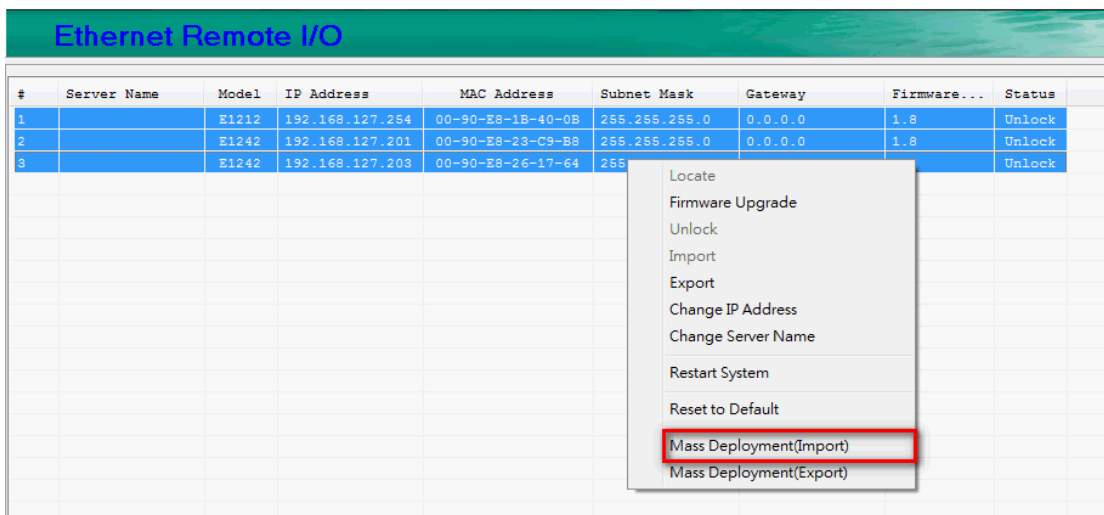 Ethernet Remote I/O
# Server Name Model IP Address MAC Address Subnet Mask Gateway Firmware... Status
1 E1212 192.168.127.254 00-90-E8-1B-40-0B 255.255.255.0 0.0.0.0 1.8 Unlock
2 E1242 192.168.127.201 00-90-E8-23-C9-B8 255.255.255.0 0.0.0.0 1.8 Unlock
3 E1242 192.168.127.203 00-90-E8-26-17-64 255 Unlock
Locate
Firmware Upgrade
Unlock
Import
Export
Change IP Address
Change Server Name
Restart System
Reset to Default
Mass Deployment(Import)
Mass Deployment(Export)